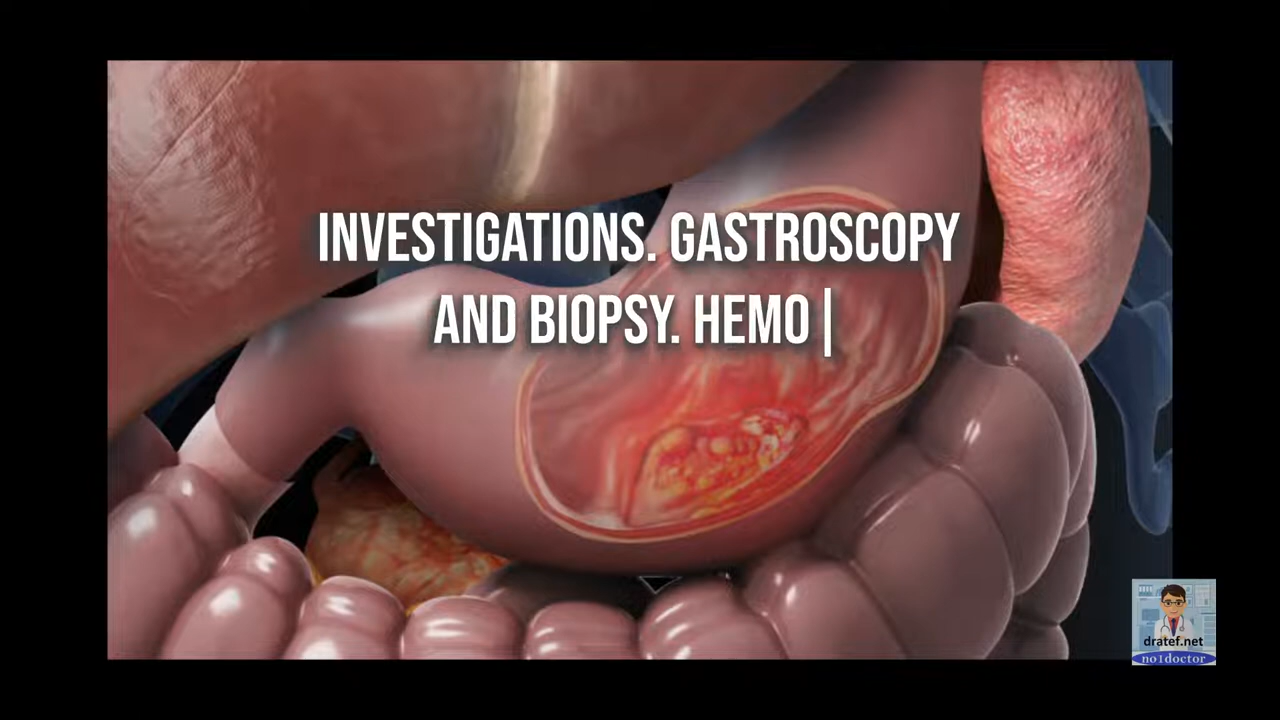 INVESTIGATIONS. GASTROSCOPY
AND BIOPSY. HEMO|
dratef.net
no1doctor